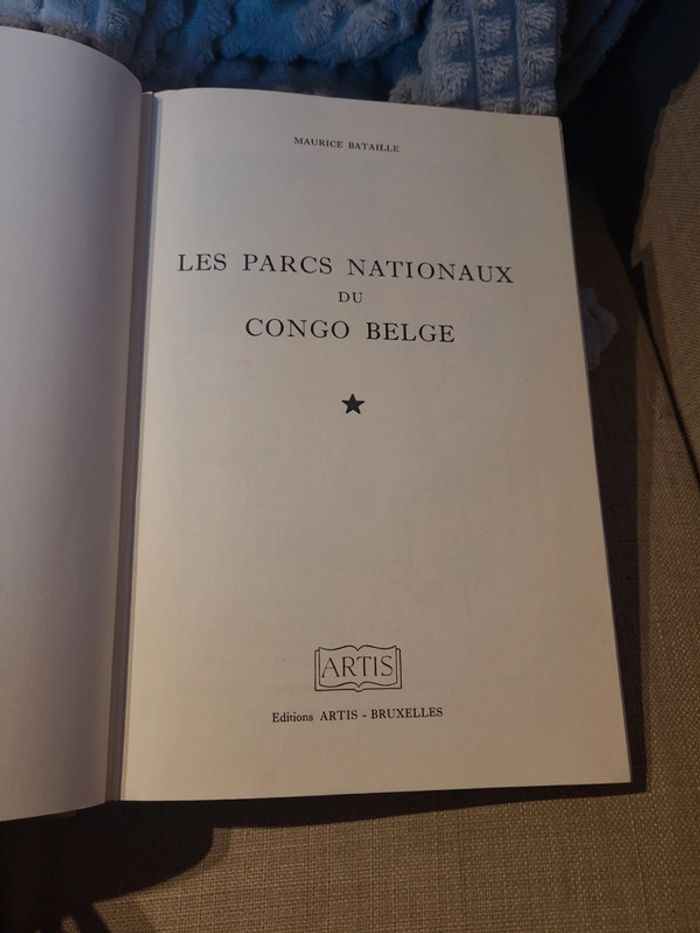 MAURICE BATAILLE
LES PARCS NATIONAUX
DU
CONGO BELGE
ARTIS
Editions ARTIS - BRUXELLES